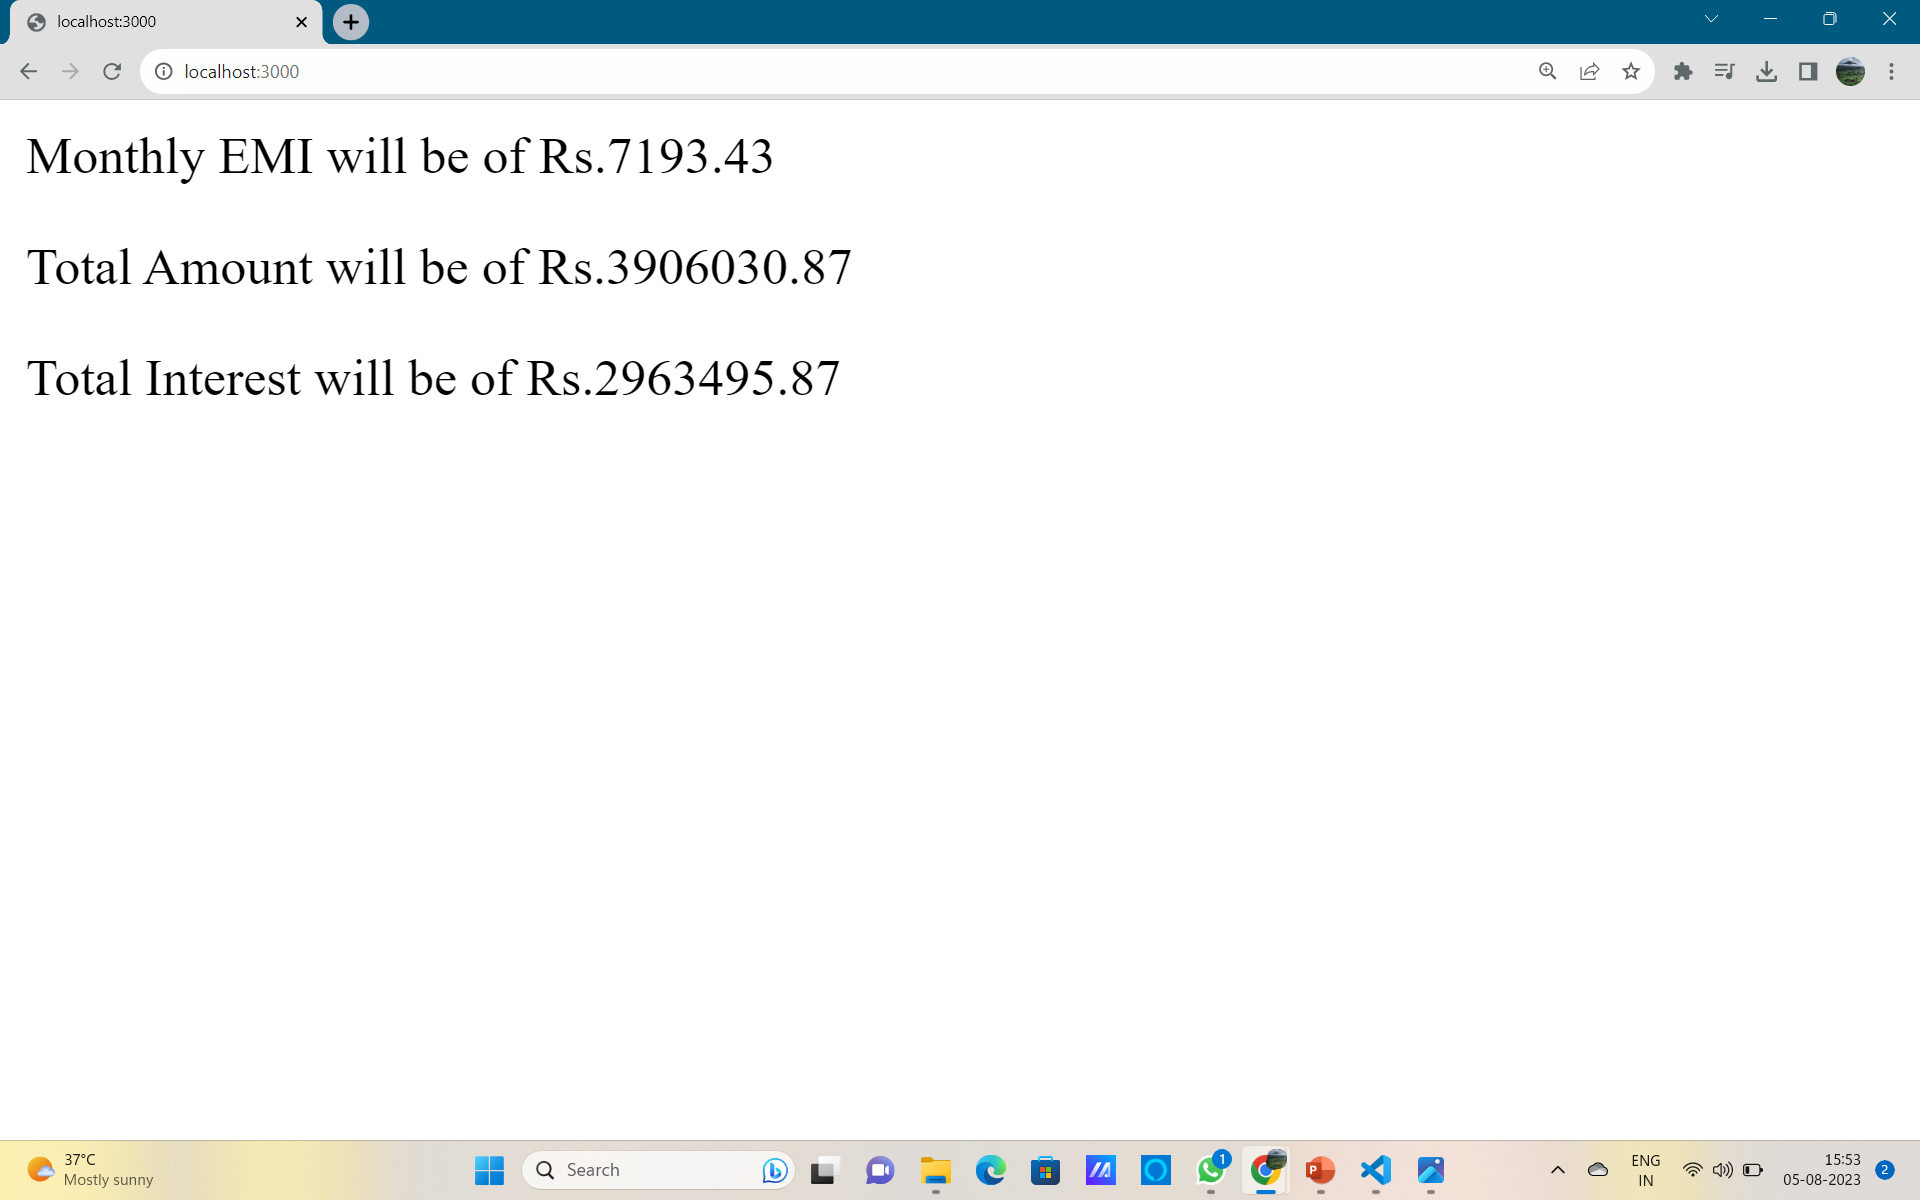 localhost:3000
localhost:3000
Monthly EMI will be of Rs.7193.43
Total Amount will be of Rs.3906030.87
Total Interest will be of Rs.2963495.87
37°C
Mostly sunny
Search
1
P
ENG
IN
15:53
05-08-2023
2